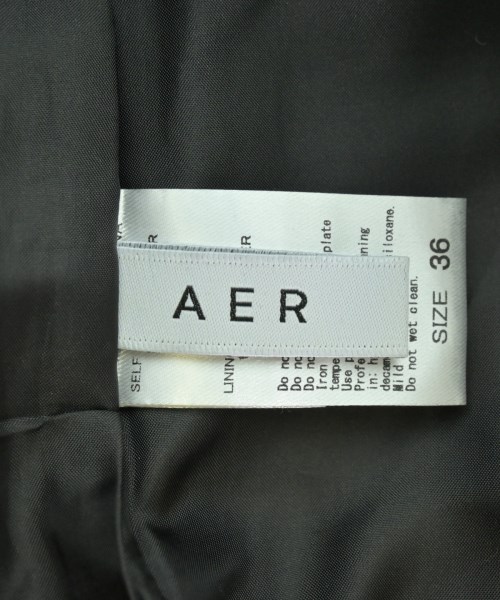 AER
SELF
LINING
Do no
Do no
Do no
Iron plate
tempe
Use p ning
Profe
in: h
decan iloxane.
Mild
Do not wet clean.
SIZE 36